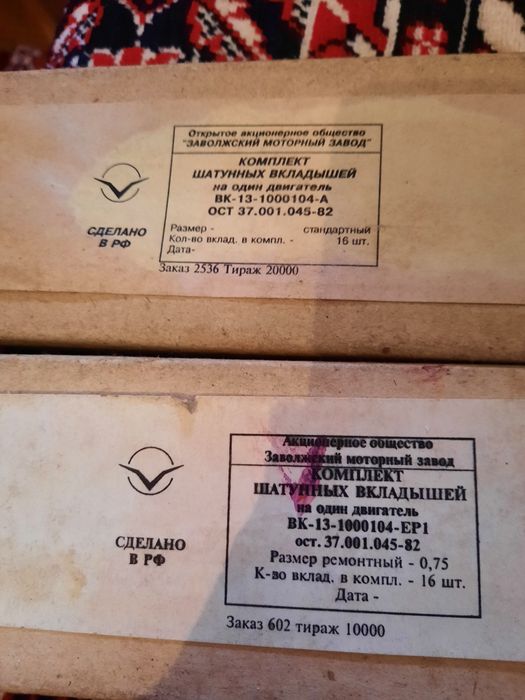 Открытое акционерное общество
"ЗАВОЛЖСКИЙ МОТОРНЫЙ ЗАВОД"
КОМПЛЕКТ
ШАТУННЫХ ВКЛАДЫШЕЙ
на один двигатель
ВК-13-1000104-А
ОСТ 37.001.045-82
Размер - стандартный
Кол-во вклад. в компл. - 16 шт.
Дата-
СДЕЛАНО
В РФ
Заказ 2536 Тираж 20000
Акционерное общество
Заволжский моторный завод
КОМПЛЕКТ
ШАТУННЫХ ВКЛАДЫШЕЙ
на один двигатель
ВК-13-1000104-ЕР1
ост. 37.001.045-82
Размер ремонтный - 0,75
К-во вклад. в компл. - 16 шт.
Дата -
СДЕЛАНО
В РФ
Заказ 602 тираж 10000